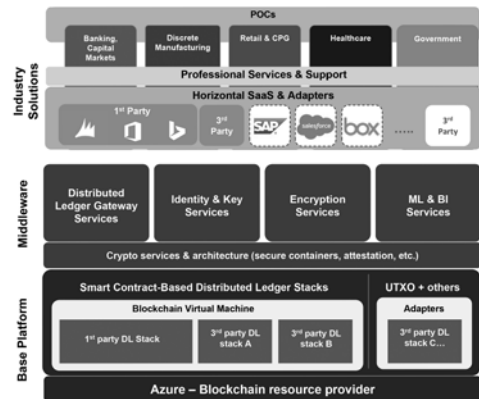 POCs
Banking,
Capital
Markets
Discrete
Manufacturing
Retail & CPG
Healthcare
Government
Professional Services & Support
Horizontal SaaS & Adapters
1st Party
3rd
Party
SAP
salesforce
box
.....
3rd
Party
Industry
Solutions
Distributed
Ledger Gateway
Services
Identity & Key
Services
Encryption
Services
ML & BI
Services
Crypto services & architecture (secure containers, attestation, etc.)
Middleware
Smart Contract-Based Distributed Ledger Stacks
UTXO + others
Blockchain Virtual Machine
Adapters
1st party DL Stack
3rd party DL
stack A
3rd party DL
stack B
3rd party DL
stack C...
Azure – Blockchain resource provider
Base Platform